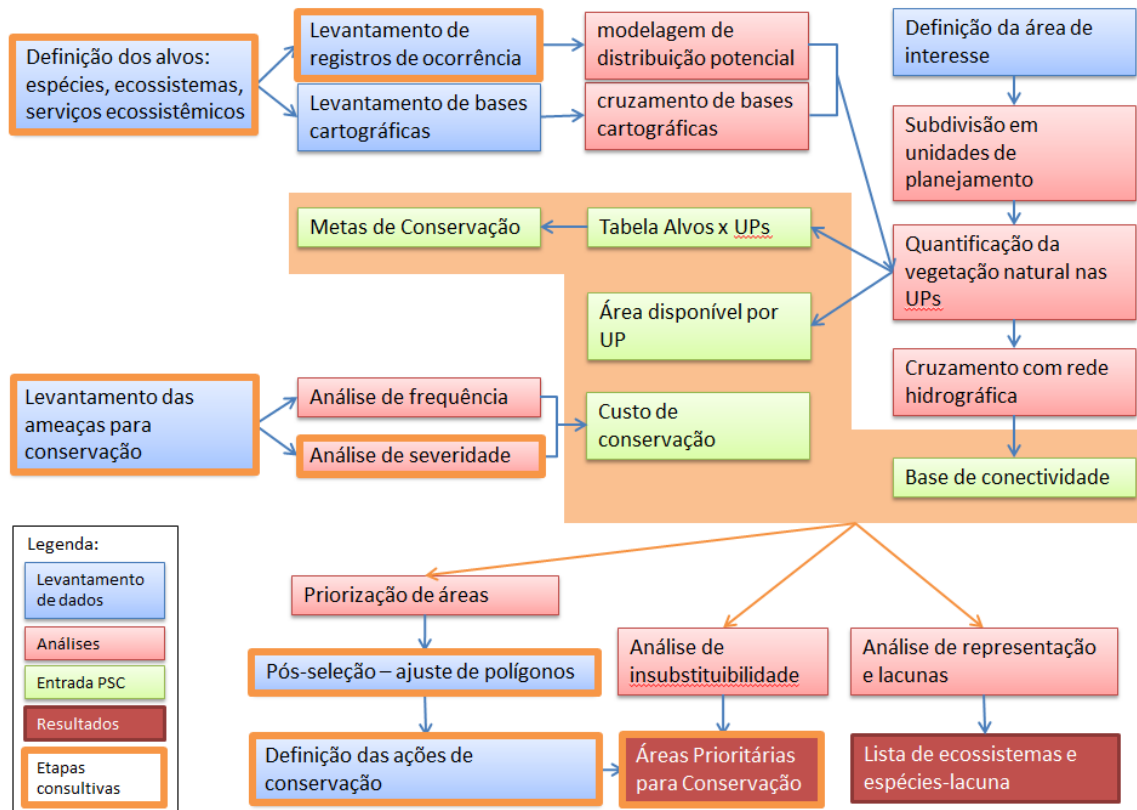 Definição dos alvos:
espécies, ecossistemas,
serviços ecossistêmicos
Levantamento de
registros de ocorrência
Levantamento de bases
cartográficas
modelagem de
distribuição potencial
cruzamento de bases
cartográficas
Definição da área de
interesse
Subdivisão em
unidades de
planejamento
Quantificação da
vegetação natural nas
UPs
Cruzamento com rede
hidrográfica
Base de conectividade
Metas de Conservação
Tabela Alvos x UPs
Área disponível por
UP
Custo de
conservação
Levantamento das
ameaças para
conservação
Análise de frequência
Análise de severidade
Legenda:
Levantamento
de dados
Análises
Entrada PSC
Resultados
Etapas
consultivas
Priorização de áreas
Pós-seleção – ajuste de polígonos
Definição das ações de
conservação
Análise de
insubstituibilidade
Áreas Prioritárias
para Conservação
Análise de representação
e lacunas
Lista de ecossistemas e
espécies-lacuna